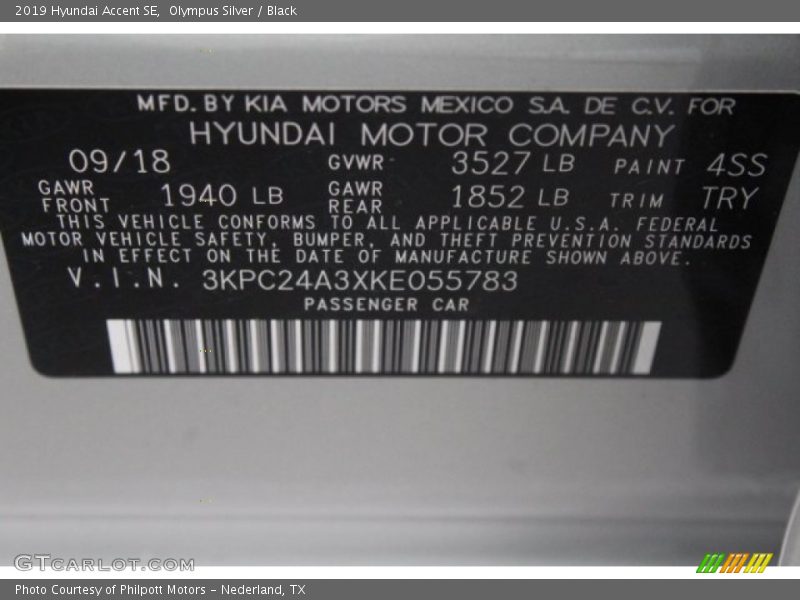 2019 Hyundai Accent SE,  Olympus Silver / Black
MFD. BY KIA MOTORS MEXICO S.A. DE C.V. FOR
HYUNDAI MOTOR COMPANY
09/18 GVWR 3527 LB PAINT 4SS
GAWR FRONT 1940 LB GAWR REAR 1852 LB TRIM TRY
THIS VEHICLE CONFORMS TO ALL APPLICABLE U.S.A. FEDERAL
MOTOR VEHICLE SAFETY, BUMPER, AND THEFT PREVENTION STANDARDS
IN EFFECT ON THE DATE OF MANUFACTURE SHOWN ABOVE.
V.I.N. 3KPC24A3XKE055783
PASSENGER CAR
GTCARLOT.COM
Photo Courtesy of Philpott Motors - Nederland, TX